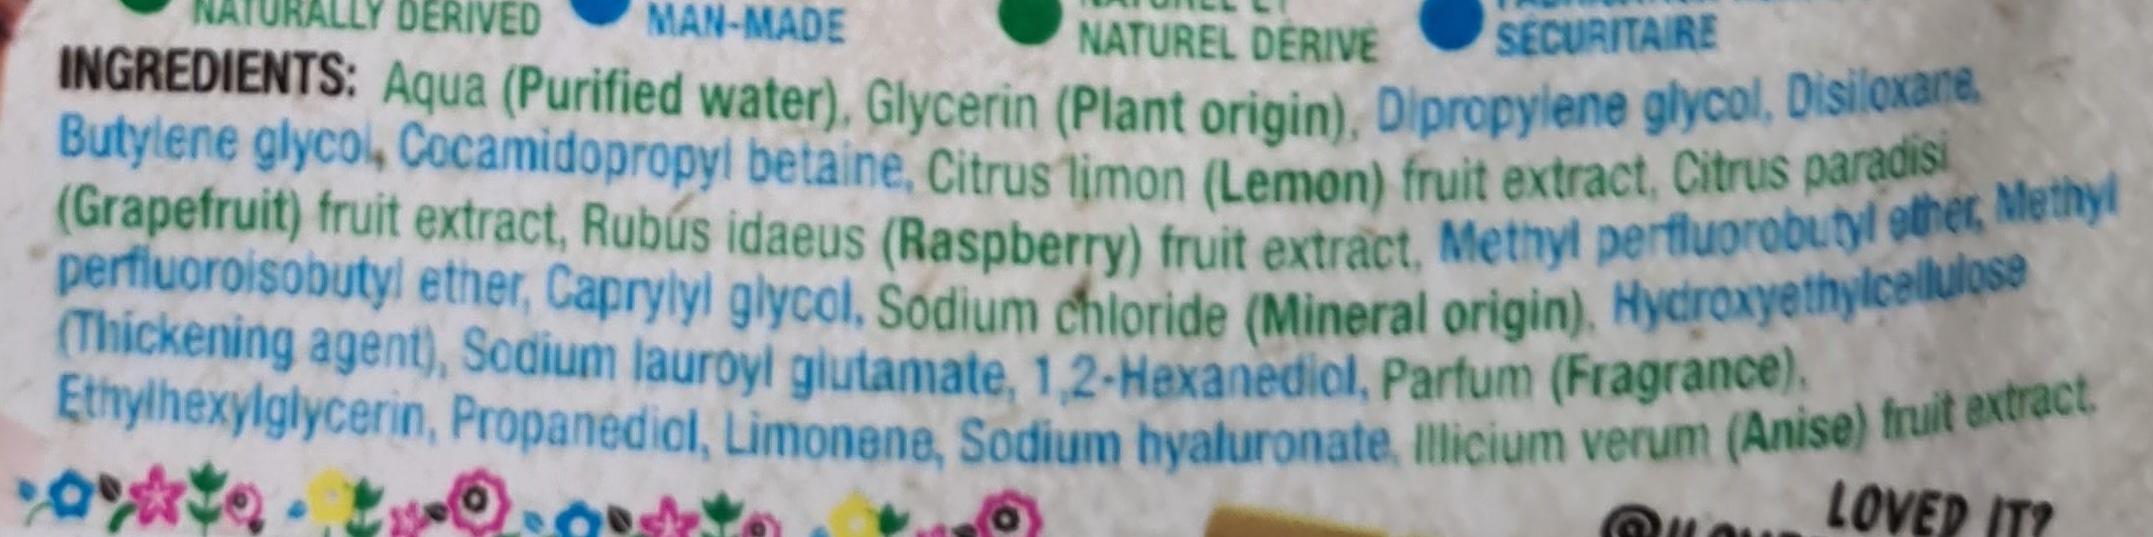 NATURALLY DERIVED
MAN-MADE
NATUREL ET
NATUREL DÉRIVÉ
SÉCURITAIRE
INGREDIENTS: Aqua (Purified water), Glycerin (Plant origin), Dipropylene glycol, Disiloxane,
Butylene glycol, Cocamidopropyl betaine, Citrus limon (Lemon) fruit extract, Citrus paradisi
(Grapefruit) fruit extract, Rubus idaeus (Raspberry) fruit extract, Methyl perfluorobutyl ether, Methyl
perfluoroisobutyl ether, Caprylyl glycol, Sodium chloride (Mineral origin), Hydroxyethylcellulose
(Thickening agent), Sodium lauroyl glutamate, 1,2-Hexanediol, Parfum (Fragrance),
Ethylhexylglycerin, Propanediol, Limonene, Sodium hyaluronate, Illicium verum (Anise) fruit extract.
LOVED IT?